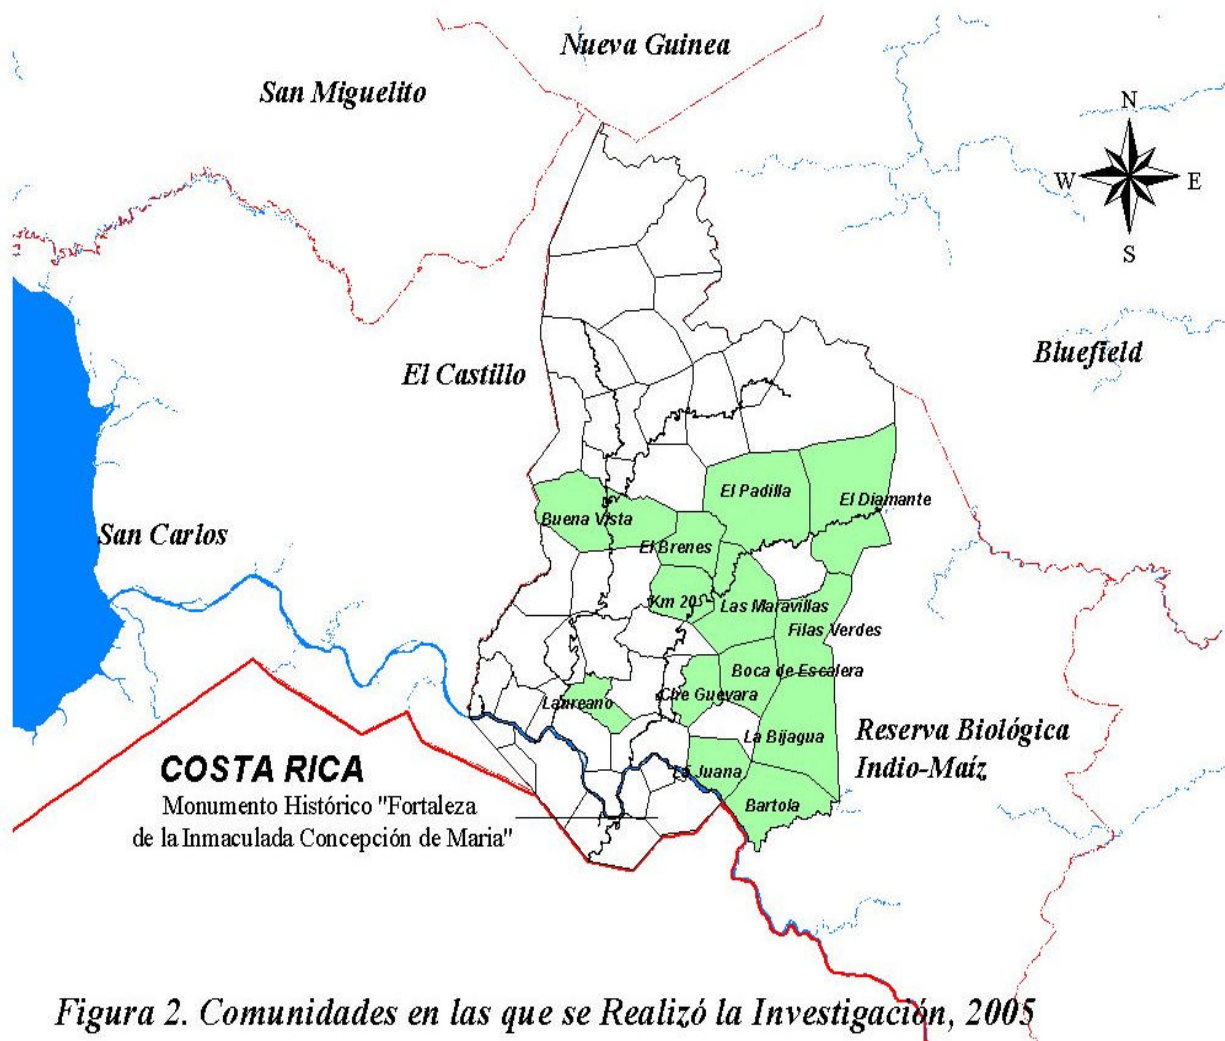 Nueva Guinea
San Miguelito
N
W
E
S
Bluefield
El Castillo
El Padilla
El Diamante
Buena Vista
San Carlos
El Brenes
Km 20
Las Maravillas
Filas Verdes
Boca de Escalera
Che Guevara
Laureano
La Bijagua
Reserva Biológica
Indio-Maíz
COSTA RICA
La Juana
Monumento Histórico "Fortaleza
de la Inmaculada Concepción de Maria"
Bartola
Figura 2. Comunidades en las que se Realizó la Investigación, 2005